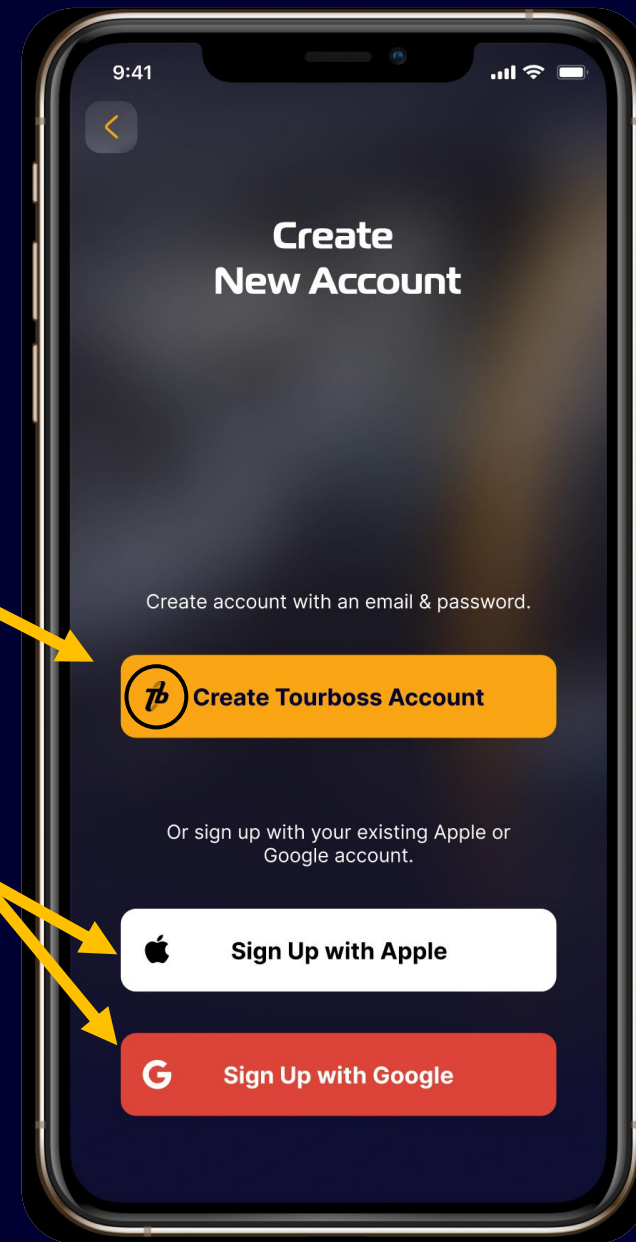 9:41
Create
New Account
Create account with an email & password.
tb Create Tourboss Account
Or sign up with your existing Apple or
Google account.
Sign Up with Apple
G Sign Up with Google